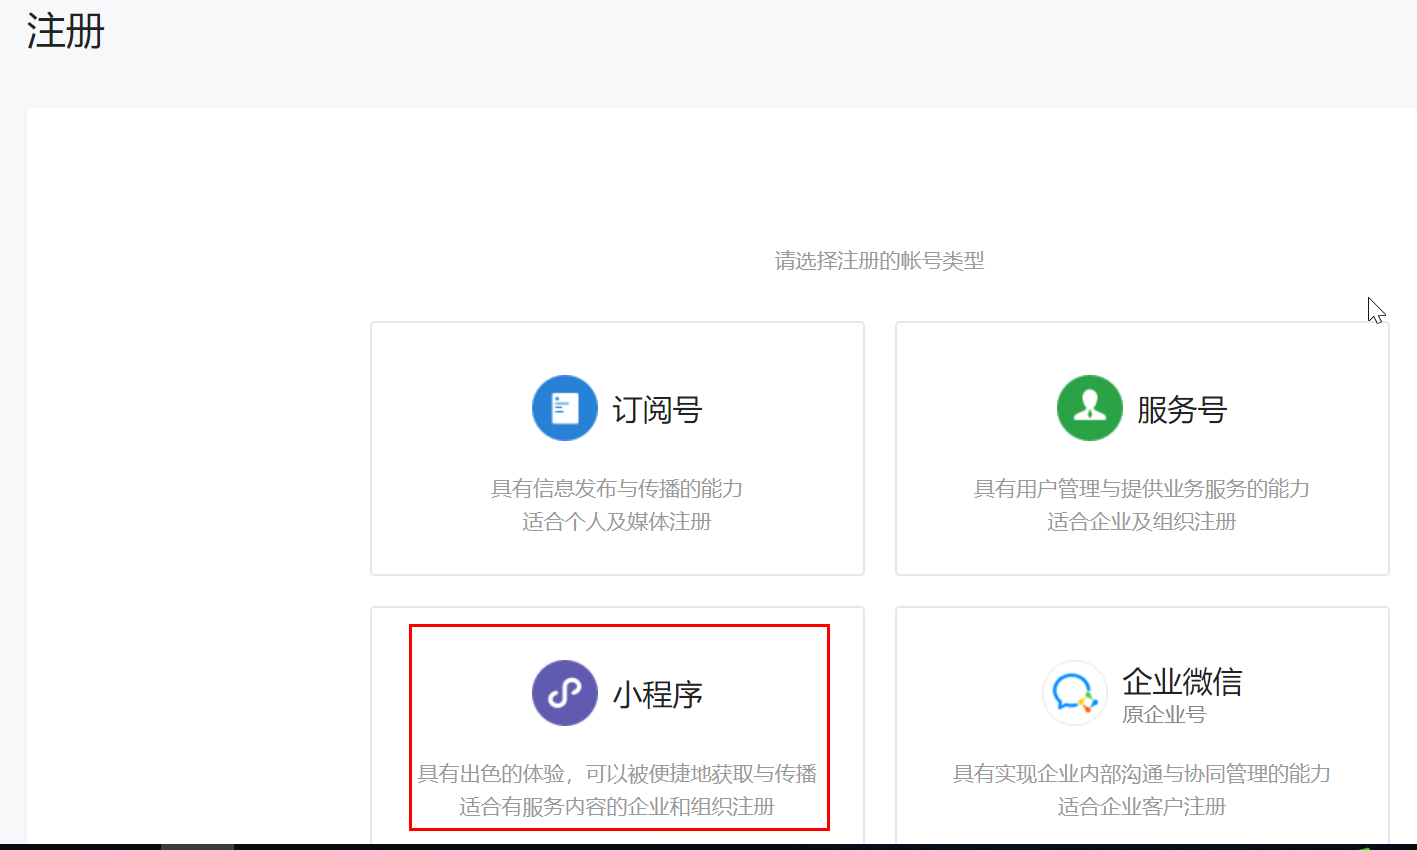 注册
请选择注册的帐号类型
订阅号
具有信息发布与传播的能力
适合个人及媒体注册
服务号
具有用户管理与提供业务服务的能力
适合企业及组织注册
小程序
具有出色的体验，可以被便捷地获取与传播
适合有服务内容的企业和组织注册
企业微信
原企业号
具有实现企业内部沟通与协同管理的能力
适合企业客户注册